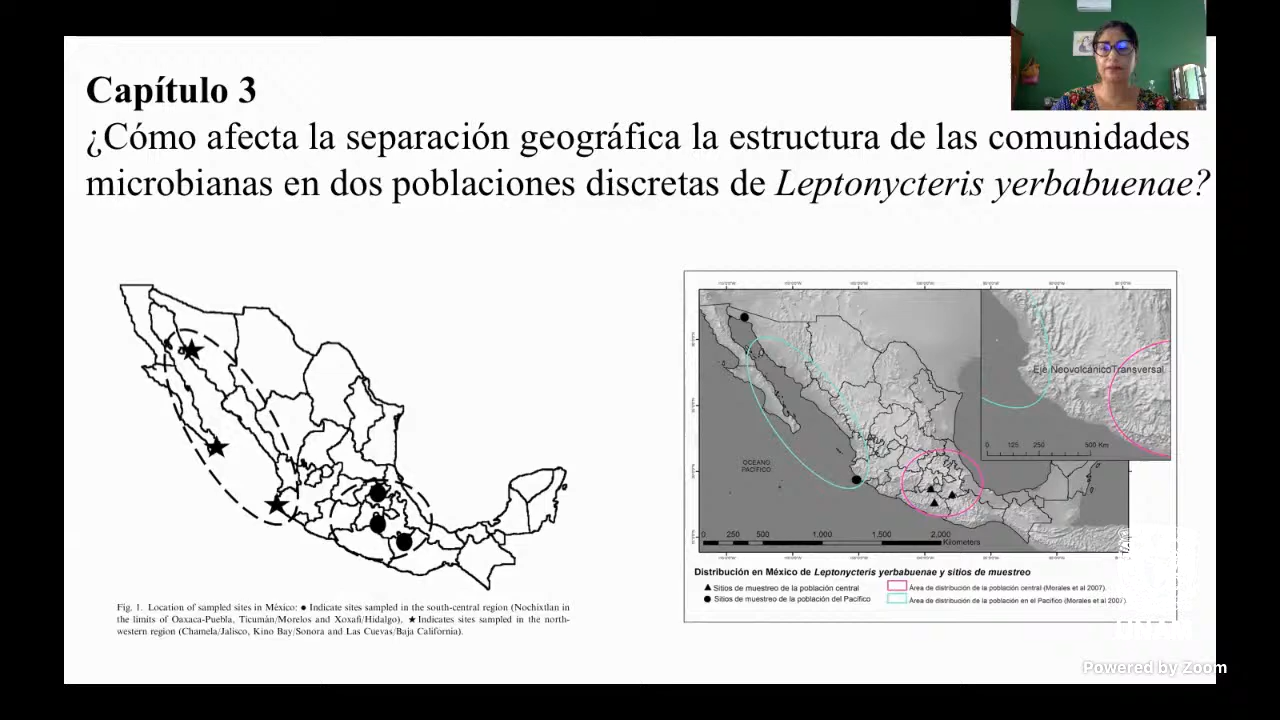 Capítulo 3
¿Cómo afecta la separación geográfica la estructura de las comunidades
microbianas en dos poblaciones discretas de Leptonycteris yerbabuenae?
Eje NeovolcánicoTransversal
0 125 250 500 Km
OCEANO
PACIFICO
0 250 500 1,000 1,500 2,000
Kilometers
Distribución en México de Leptonycteris yerbabuenae y sitios de muestreo
Sitios de muestreo de la población central
Área de distribución de la población central (Morales et al 2007).
Sitios de muestreo de la población del Pacífico
Área de distribución de la población en el Pacífico (Morales et al 2007).
Fig. 1. Location of sampled sites in México: ● Indicate sites sampled in the south-central region (Nochixtlan in
the limits of Oaxaca-Puebla, Ticumán/Morelos and Xoxafi/Hidalgo), ★ Indicates sites sampled in the north-
western region (Chamela/Jalisco, Kino Bay/Sonora and Las Cuevas/Baja California).
UNAM
Powered by Zoom